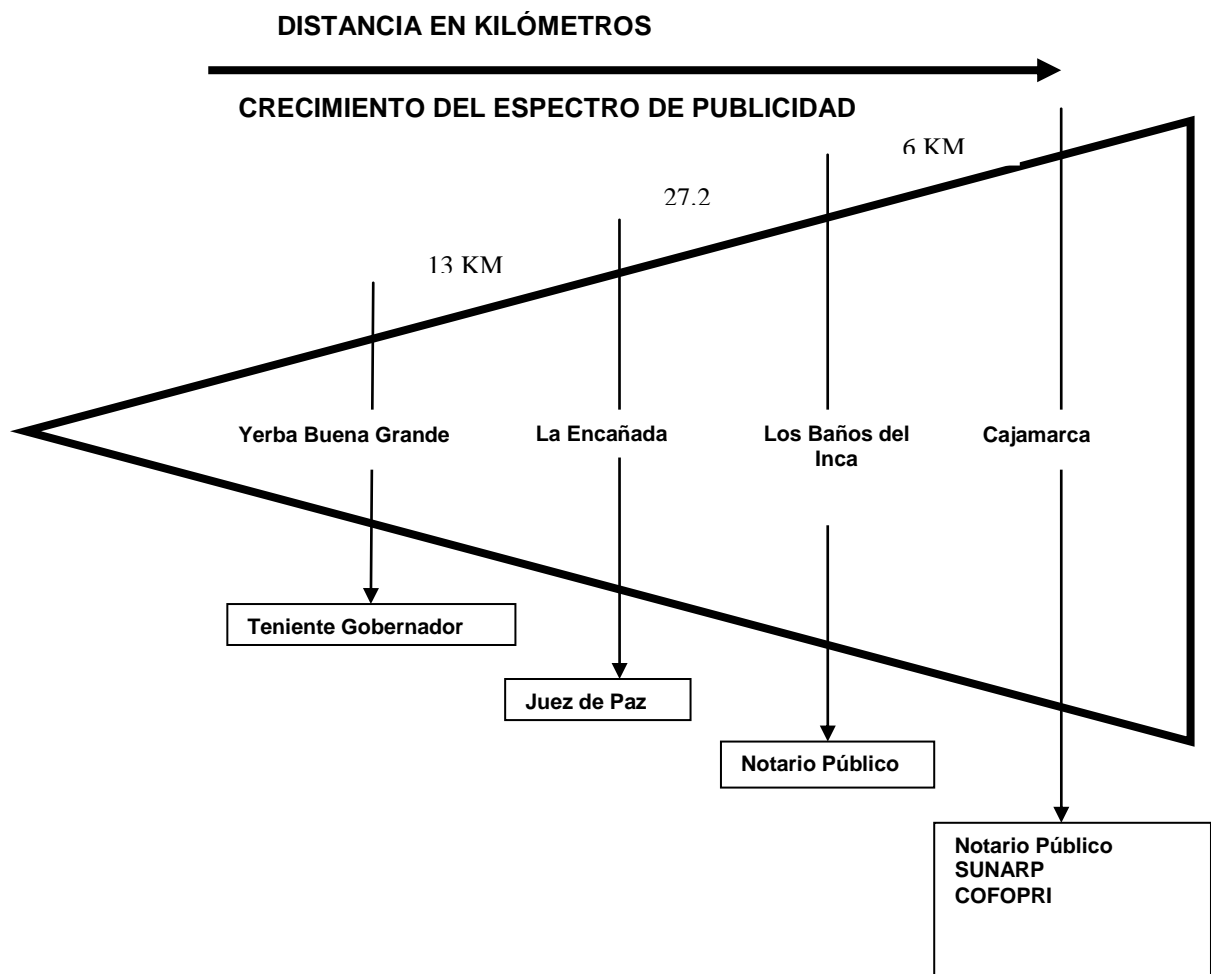 DISTANCIA EN KILÓMETROS
CRECIMIENTO DEL ESPECTRO DE PUBLICIDAD
6 KM
27.2
13 KM
Yerba Buena Grande
La Encañada
Los Baños del
Inca
Cajamarca
Teniente Gobernador
Juez de Paz
Notario Público
Notario Público
SUNARP
COFOPRI